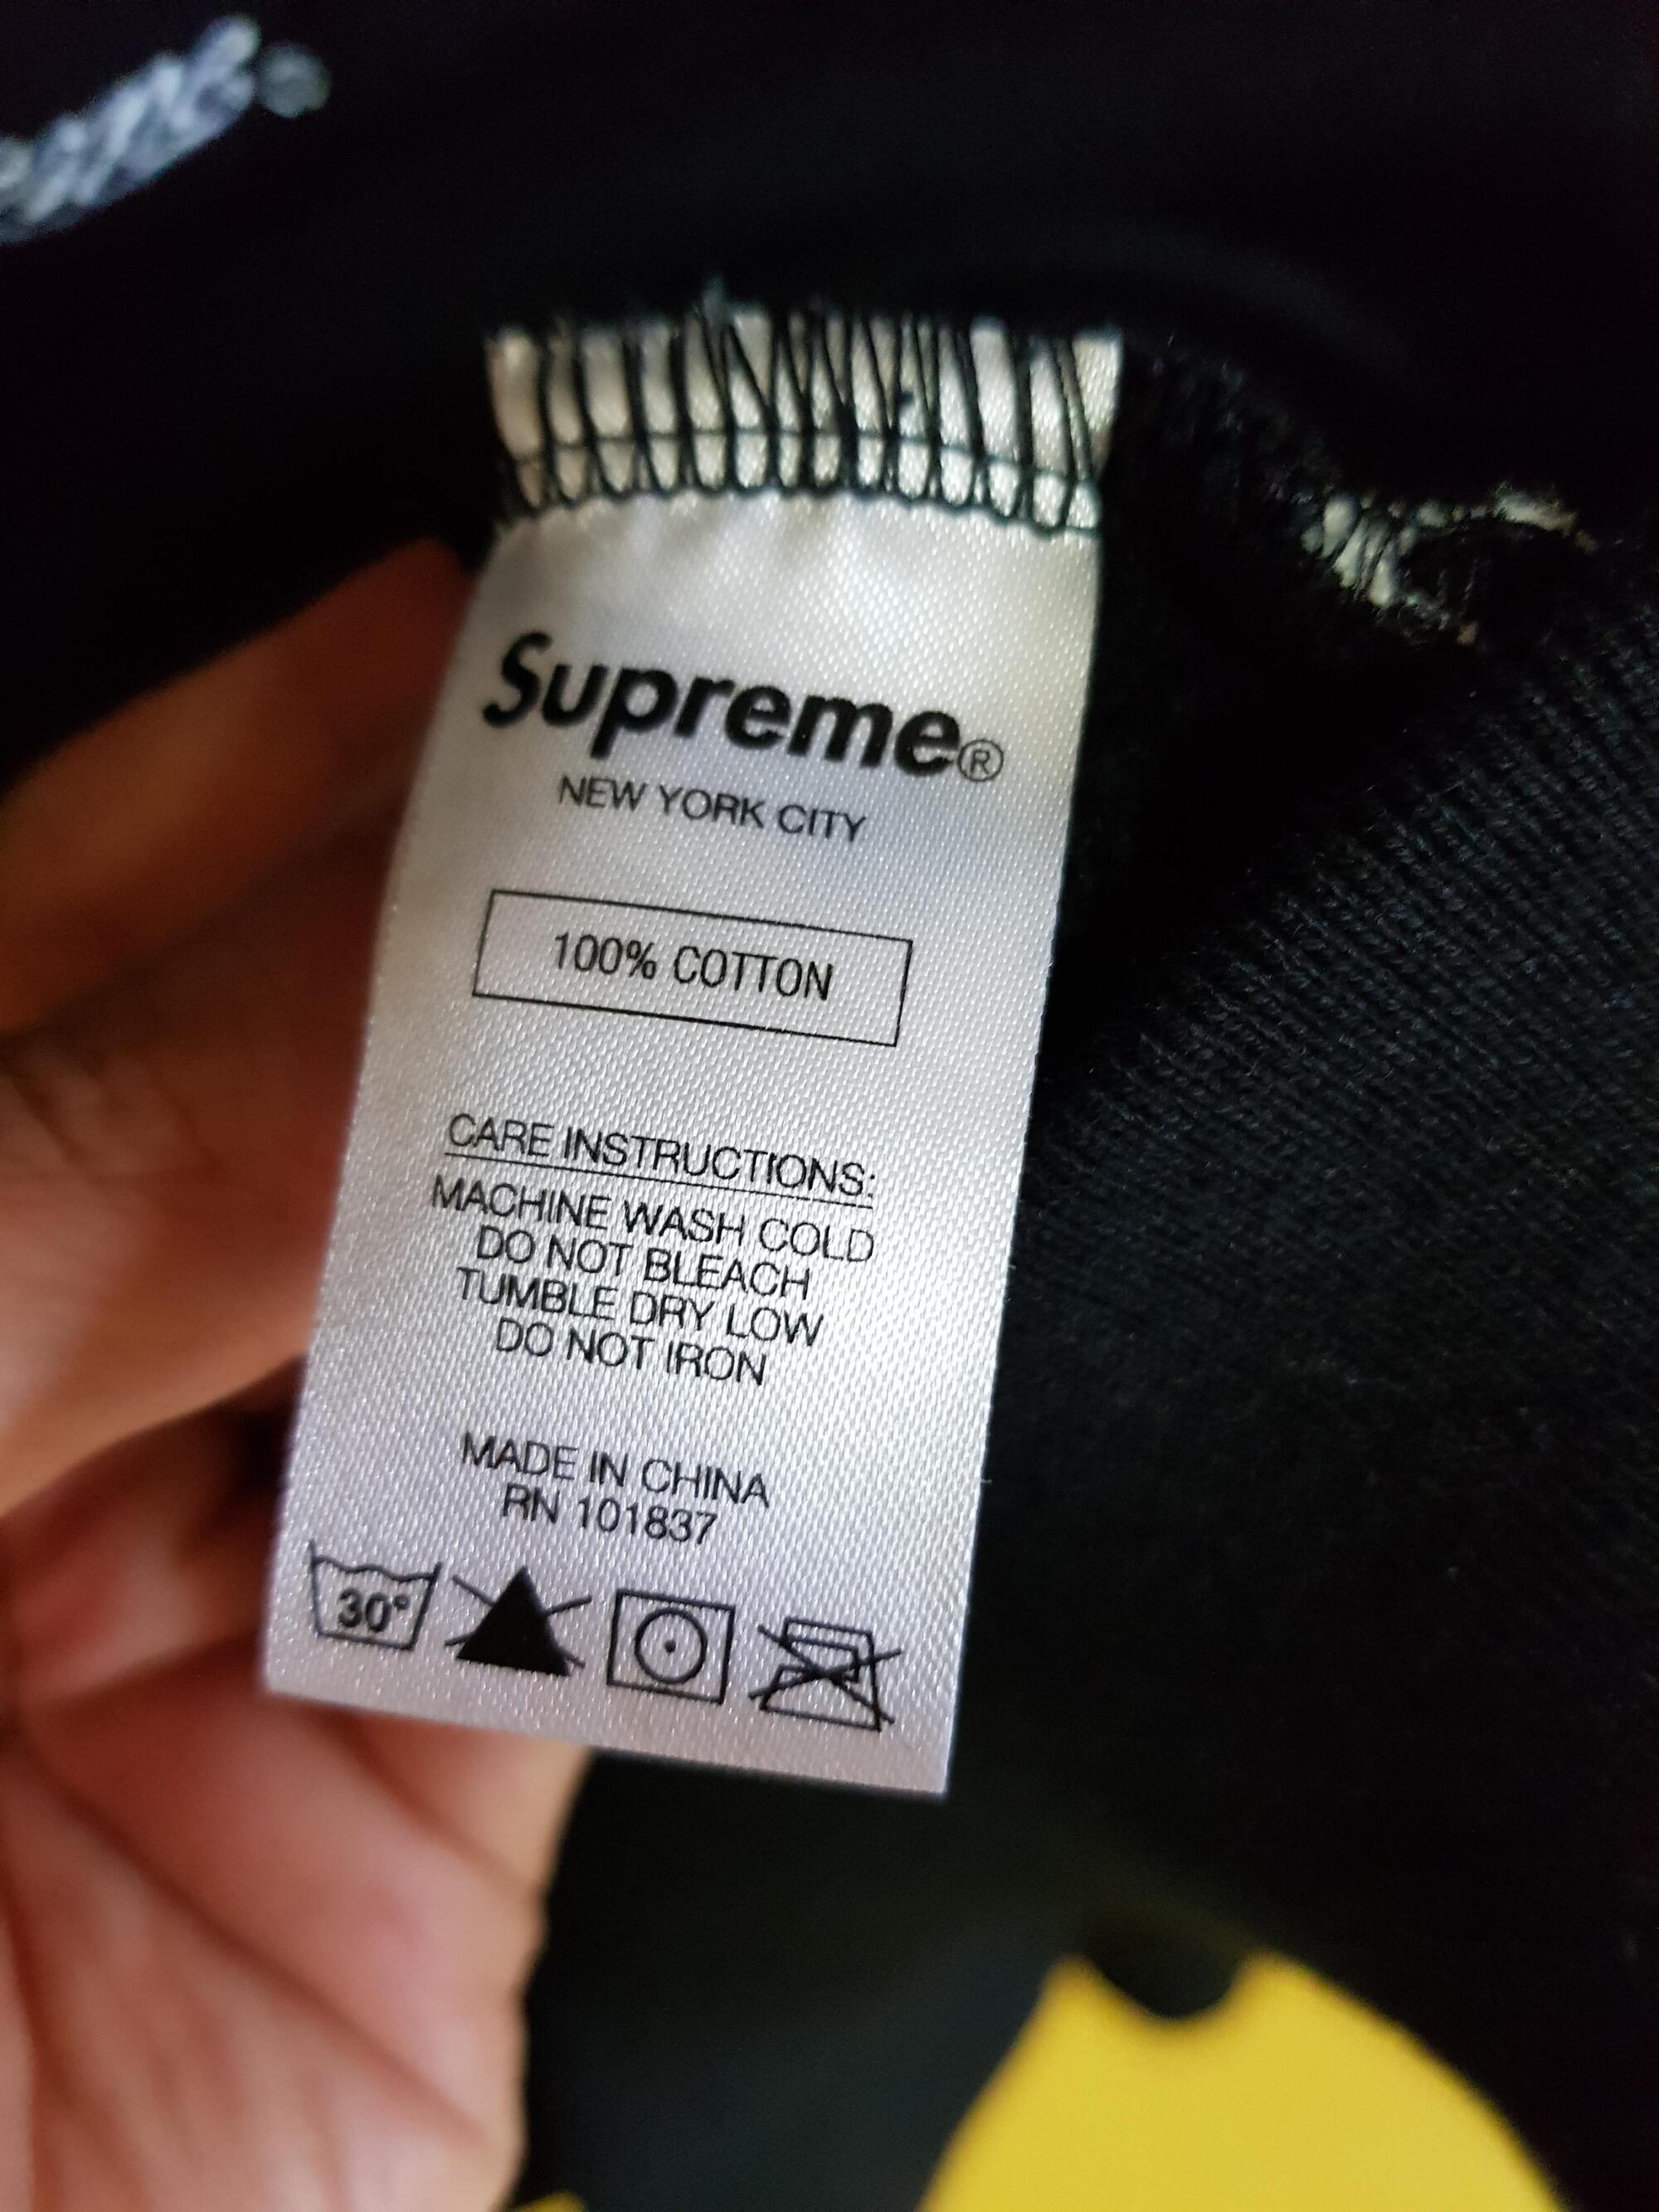 Supreme®
NEW YORK CITY
100% COTTON
CARE INSTRUCTIONS:
MACHINE WASH COLD
DO NOT BLEACH
TUMBLE DRY LOW
DO NOT IRON
MADE IN CHINA
RN 101837
30°